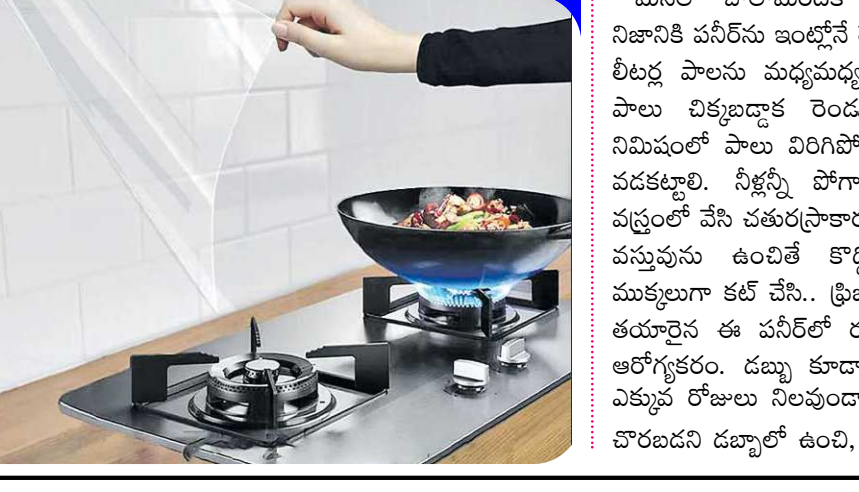 నిజానికి పనీర్‌ను ఇంట్లోనే
లీటర్ల పాలను మధ్యమధ్య
పాలు చిక్కబడ్డాక రెండు
నిమిషంలో పాలు విరిగిపో
వడకట్టాలి. నీళ్లన్నీ పోగా
వస్త్రంలో వేసి చతురస్రాకార
వస్తువును ఉంచితే కొద్ది
ముక్కలుగా కట్ చేసి.. ఫ్రిజ
తయారైన ఈ పనీర్‌లో ర
ఆరోగ్యకరం. డబ్బు కూడా
ఎక్కువ రోజులు నిలవుండా
చొరబడని డబ్బాలో ఉంచి,